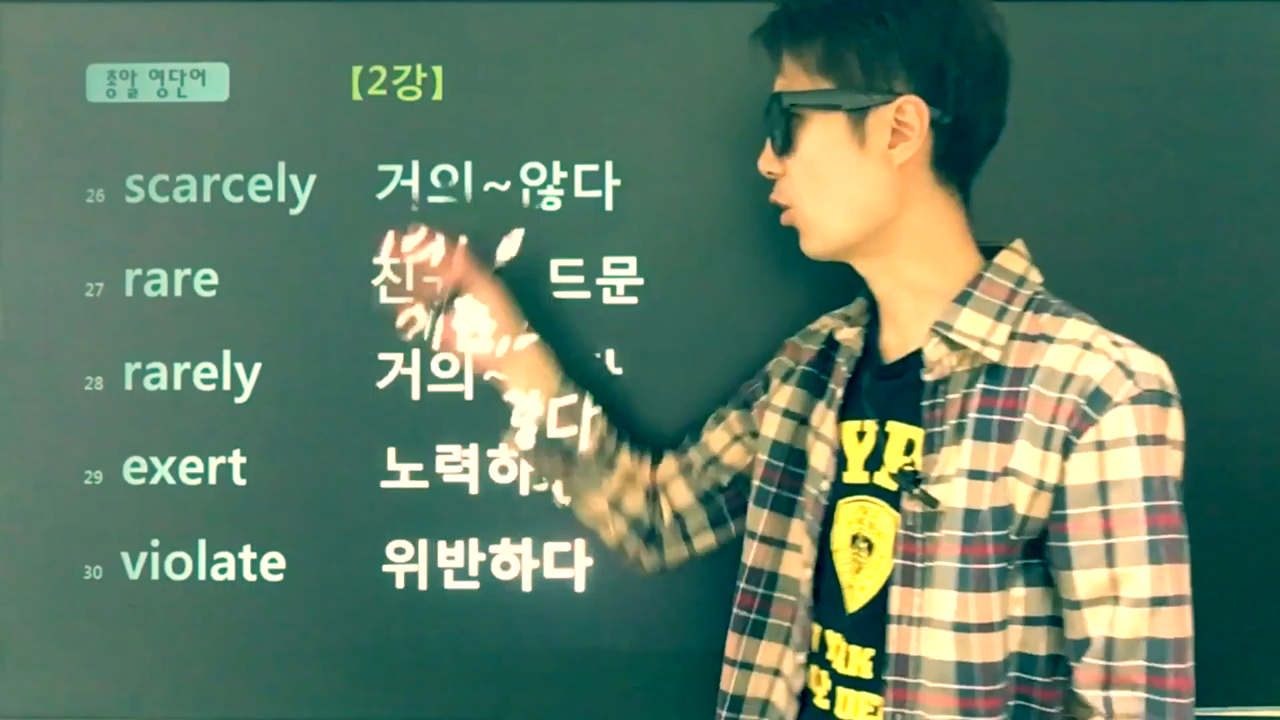 총알 영단어 【2강】
26 scarcely 거의~않다
27 rare 드문
28 rarely 거의~
29 exert 노력하
30 violate 위반하다